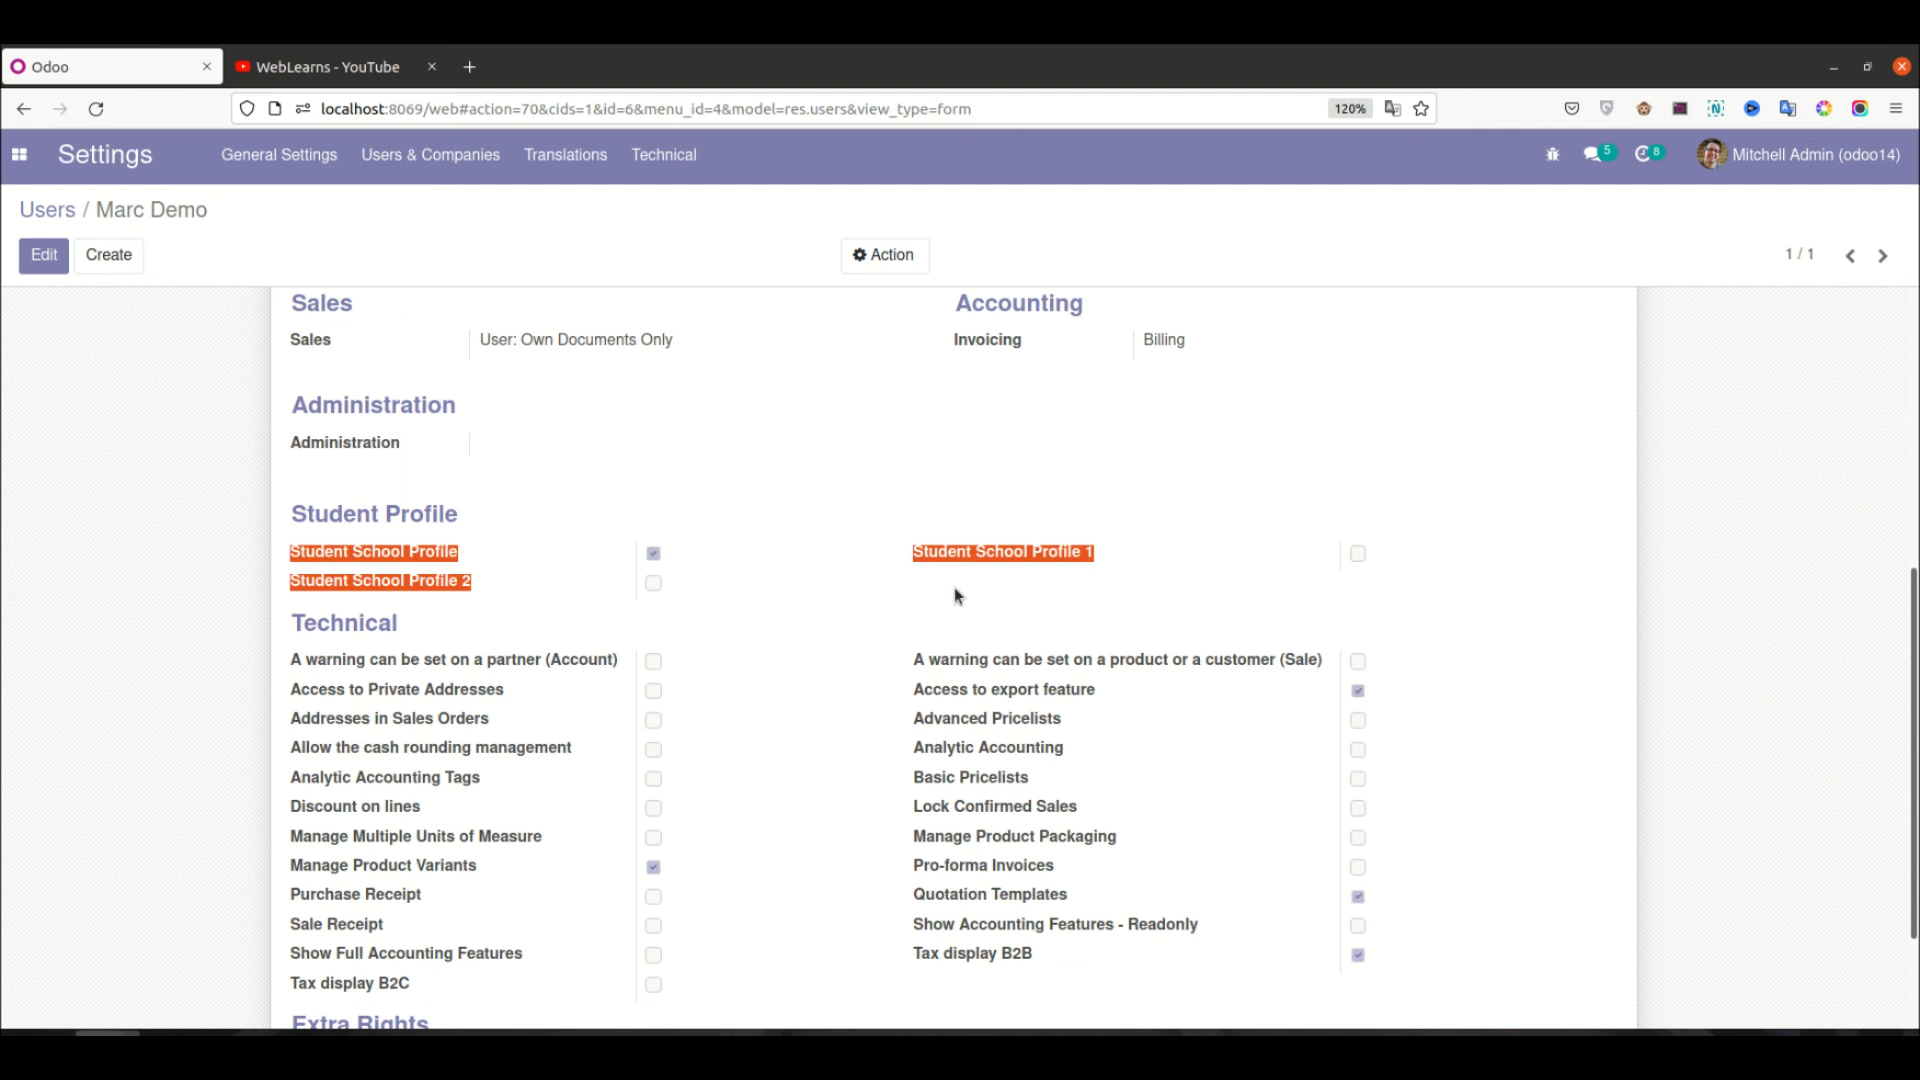 Odoo
WebLearns - YouTube
localhost:8069/web#action=70&cids=1&id=6&menu_id=4&model=res.users&view_type=form
120%
Settings
General Settings
Users & Companies
Translations
Technical
5
8
Mitchell Admin (odoo14)
Users / Marc Demo
Edit
Create
Action
1 / 1
Sales
Accounting
Sales
User: Own Documents Only
Invoicing
Billing
Administration
Administration
Student Profile
Student School Profile
Student School Profile 1
Student School Profile 2
Technical
A warning can be set on a partner (Account)
A warning can be set on a product or a customer (Sale)
Access to Private Addresses
Access to export feature
Addresses in Sales Orders
Advanced Pricelists
Allow the cash rounding management
Analytic Accounting
Analytic Accounting Tags
Basic Pricelists
Discount on lines
Lock Confirmed Sales
Manage Multiple Units of Measure
Manage Product Packaging
Manage Product Variants
Pro-forma Invoices
Purchase Receipt
Quotation Templates
Sale Receipt
Show Accounting Features - Readonly
Show Full Accounting Features
Tax display B2B
Tax display B2C
Extra Rights